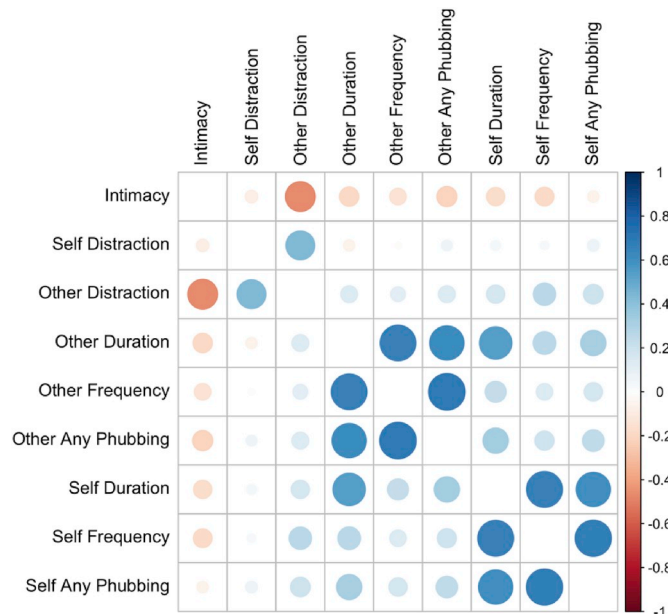 Intimacy
Self Distraction
Other Distraction
Other Duration
Other Frequency
Other Any Phubbing
Self Duration
Self Frequency
Self Any Phubbing
Intimacy
Self Distraction
Other Distraction
Other Duration
Other Frequency
Other Any Phubbing
Self Duration
Self Frequency
Self Any Phubbing
1
0.8
0.6
0.4
0.2
0
-0.2
-0.4
-0.6
-0.8
-1